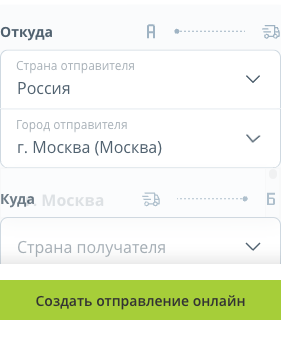 Откуда А
Страна отправителя
Россия
Город отправителя
г. Москва (Москва)
Куда Москва Б
Страна получателя
Создать отправление онлайн